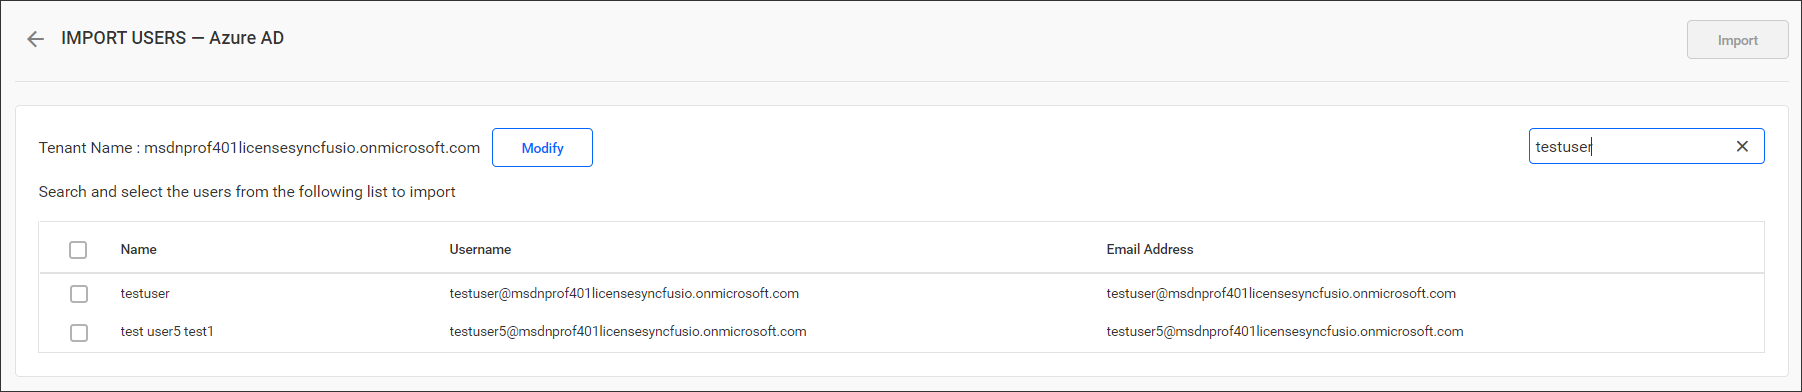 IMPORT USERS — Azure AD
Import
Tenant Name : msdnprof401licensesyncfusio.onmicrosoft.com
Modify
testuser
Search and select the users from the following list to import
Name Username Email Address
testuser testuser@msdnprof401licensesyncfusio.onmicrosoft.com testuser@msdnprof401licensesyncfusio.onmicrosoft.com
test user5 test1 testuser5@msdnprof401licensesyncfusio.onmicrosoft.com testuser5@msdnprof401licensesyncfusio.onmicrosoft.com